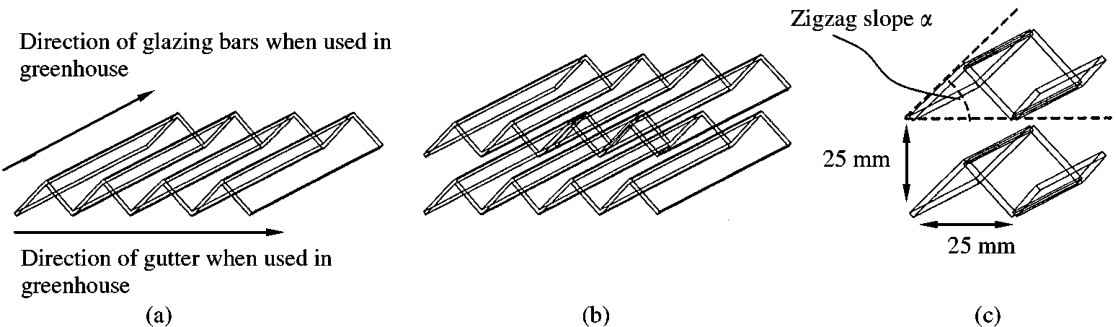 Direction of glazing bars when used in
greenhouse
Direction of gutter when used in
greenhouse
(a)
(b)
Zigzag slope α
25 mm
25 mm
(c)